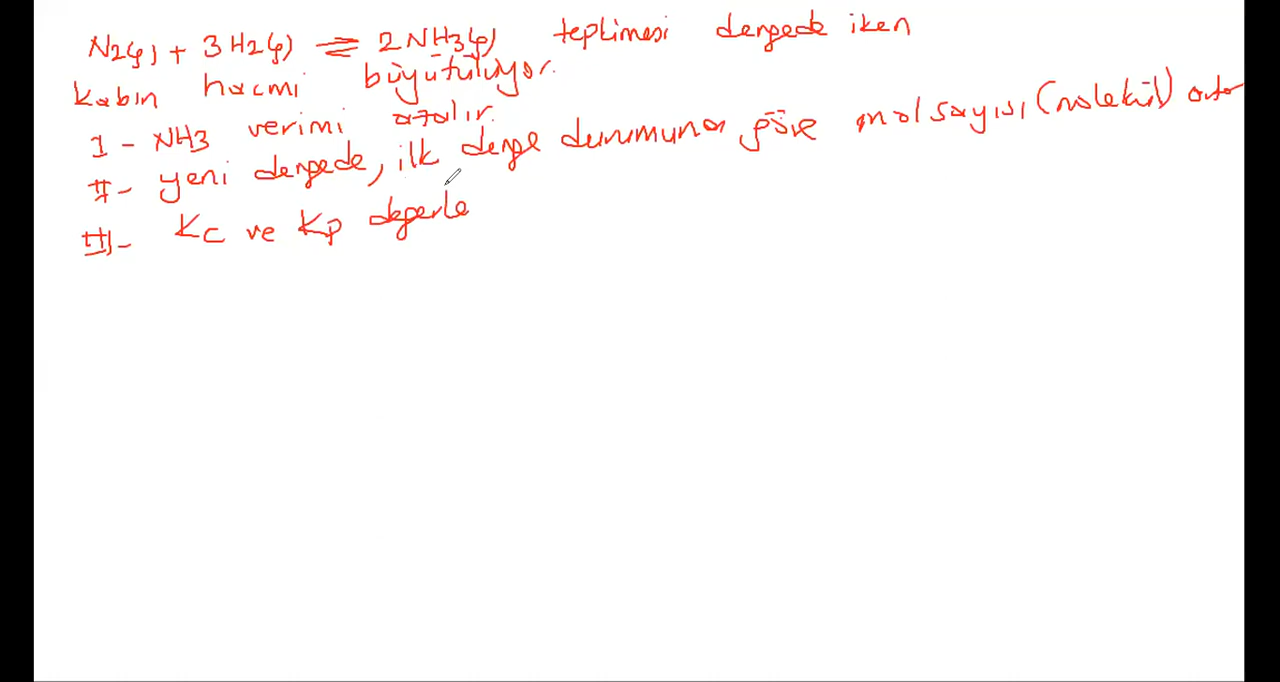 N2(g) + 3H2(g) ⇌ 2NH3(g) tepkimesi dengede iken
kabın hacmi büyütülüyor.
I - NH3 verimi azalır.
II - yeni dengede, ilk denge durumuna göre mol sayısı (molekül) artar
III - Kc ve Kp değerle